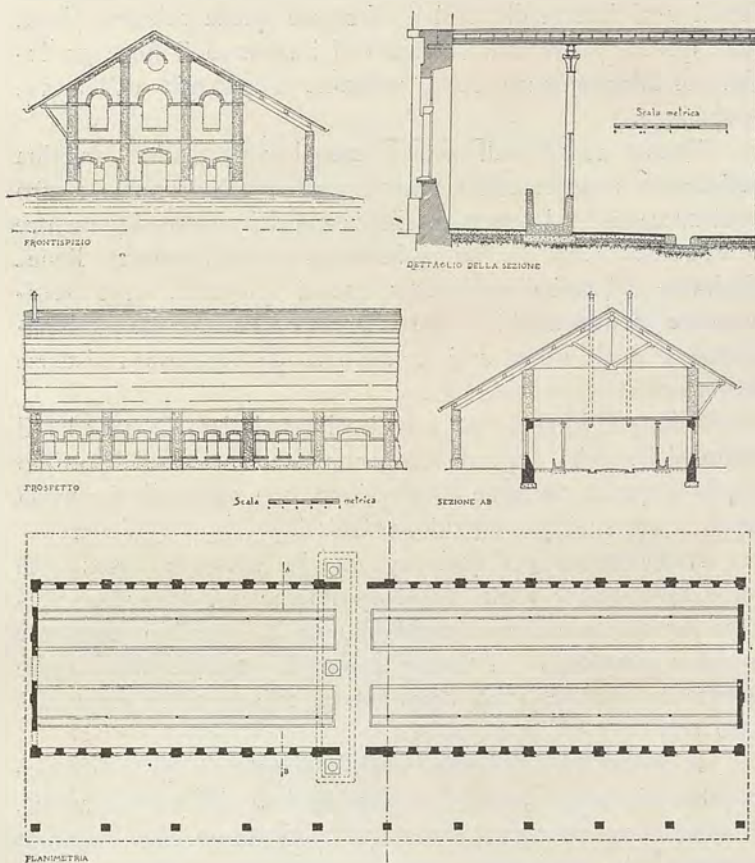 FRONTISPIZIO
Scala metrica
DETTAGLIO DELLA SEZIONE
PROSPETTO
Scala metrica
SEZIONE AB
A
B
PLANIMETRIA